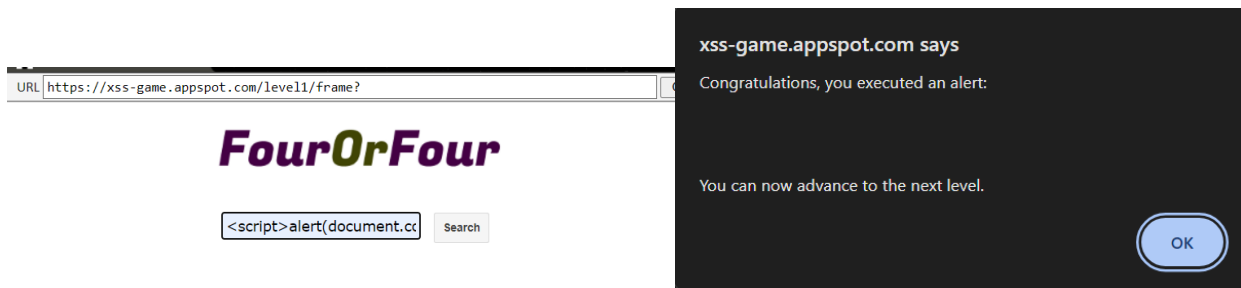 URL https://xss-game.appspot.com/level1/frame?
FourOrFour
<script>alert(document.cc Search
xss-game.appspot.com says
Congratulations, you executed an alert:
You can now advance to the next level.
OK